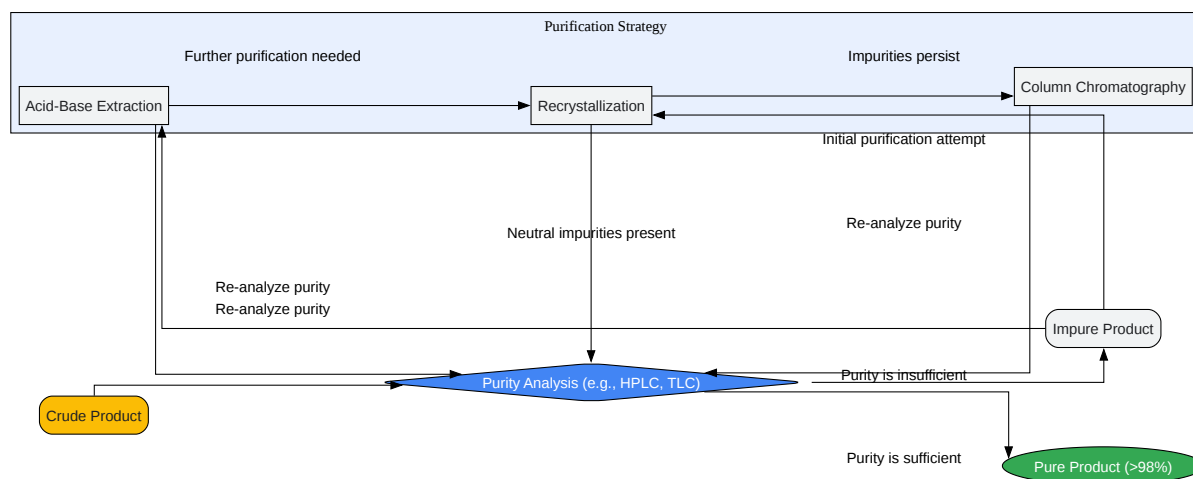 Purification Strategy
Further purification needed
Impurities persist
Acid-Base Extraction
Recrystallization
Column Chromatography
Initial purification attempt
Neutral impurities present
Re-analyze purity
Re-analyze purity
Re-analyze purity
Impure Product
Purity Analysis (e.g., HPLC, TLC)
Purity is insufficient
Crude Product
Purity is sufficient
Pure Product (>98%)